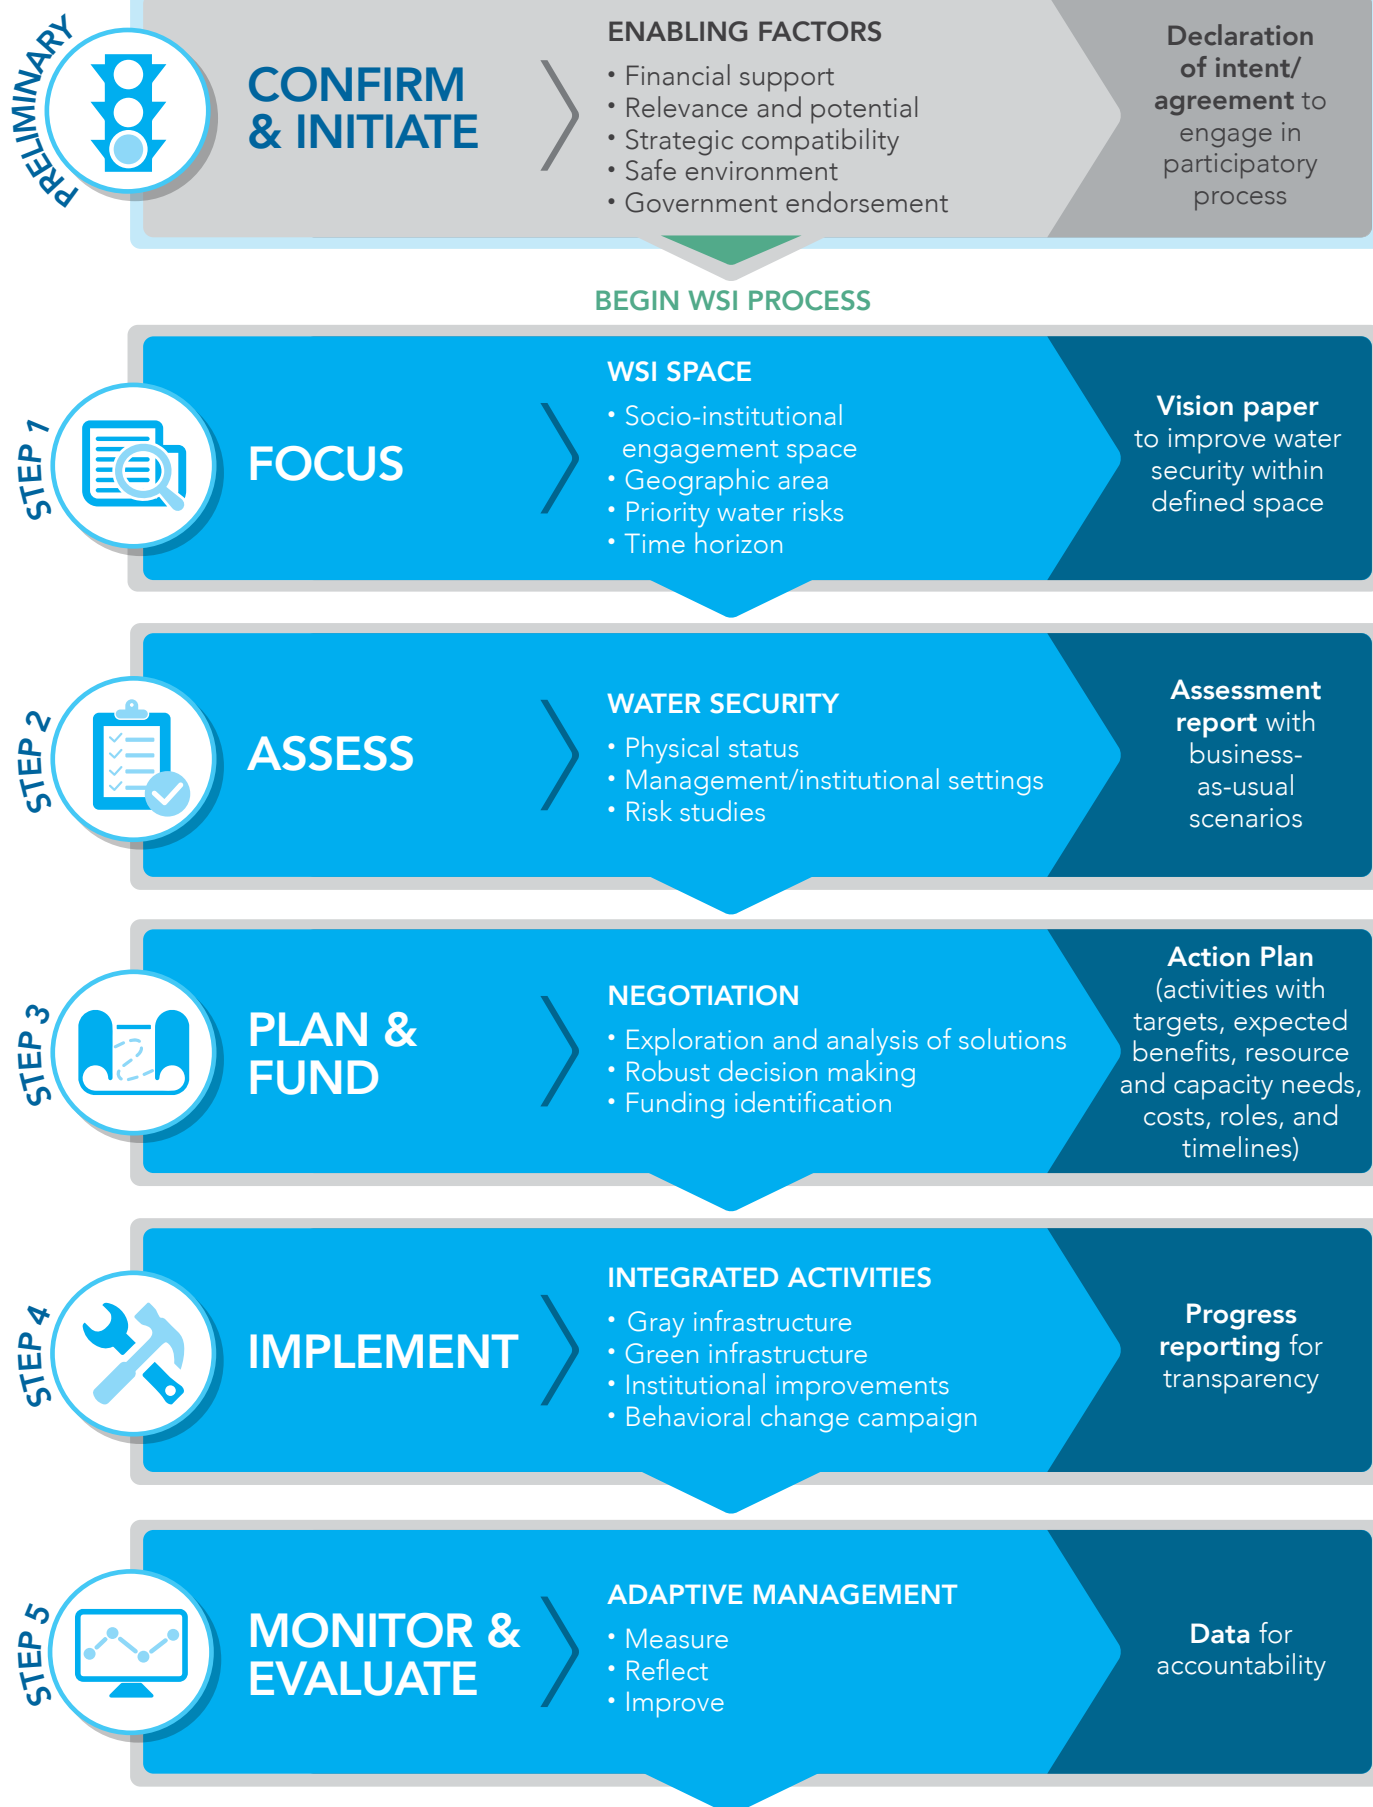 PRELIMINARY
CONFIRM
& INITIATE
ENABLING FACTORS
• Financial support
• Relevance and potential
• Strategic compatibility
• Safe environment
• Government endorsement
Declaration
of intent/
agreement to
engage in
participatory
process
BEGIN WSI PROCESS
STEP 1
FOCUS
WSI SPACE
• Socio-institutional
engagement space
• Geographic area
• Priority water risks
• Time horizon
Vision paper
to improve water
security within
defined space
STEP 2
ASSESS
WATER SECURITY
• Physical status
• Management/institutional settings
• Risk studies
Assessment
report with
business-
as-usual
scenarios
STEP 3
PLAN &
FUND
NEGOTIATION
• Exploration and analysis of solutions
• Robust decision making
• Funding identification
Action Plan
(activities with
targets, expected
benefits, resource
and capacity needs,
costs, roles, and
timelines)
STEP 4
IMPLEMENT
INTEGRATED ACTIVITIES
• Gray infrastructure
• Green infrastructure
• Institutional improvements
• Behavioral change campaign
Progress
reporting for
transparency
STEP 5
MONITOR &
EVALUATE
ADAPTIVE MANAGEMENT
• Measure
• Reflect
• Improve
Data for
accountability